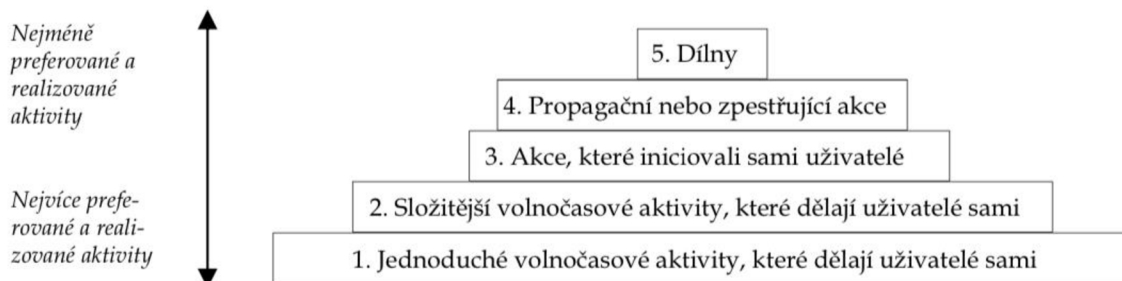 Nejméně
preferované a
realizované
aktivity
Nejvíce prefe-
rované a reali-
zované aktivity
5. Dílny
4. Propagační nebo zpestřující akce
3. Akce, které iniciovali sami uživatelé
2. Složitější volnočasové aktivity, které dělají uživatelé sami
1. Jednoduché volnočasové aktivity, které dělají uživatelé sami